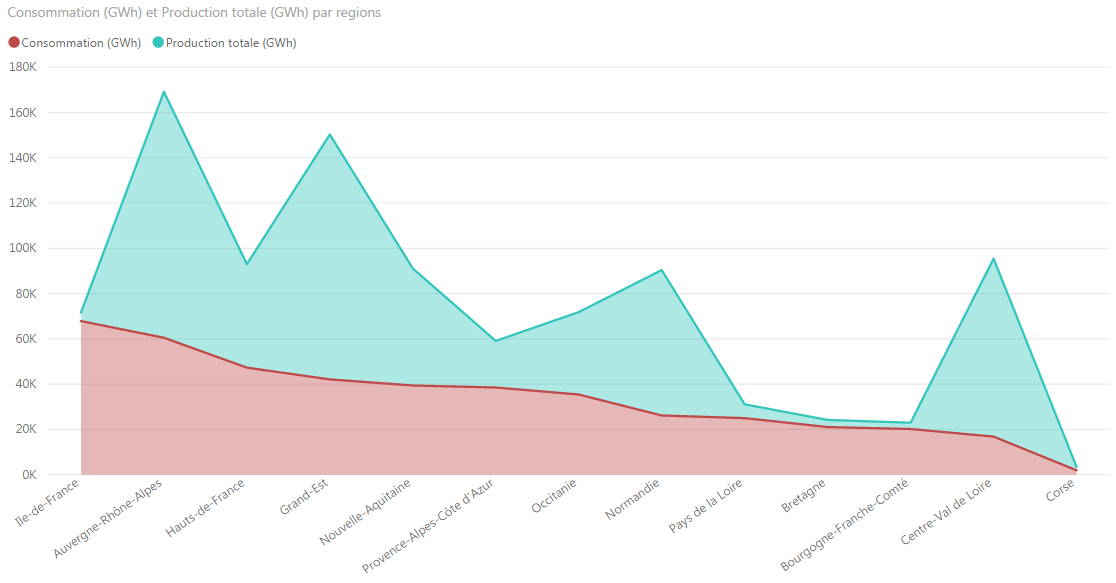 Consommation (GWh) et Production totale (GWh) par regions
Consommation (GWh) Production totale (GWh)
180K
160K
140K
120K
100K
80K
60K
40K
20K
0K
Ile-de-France
Auvergne-Rhône-Alpes
Hauts-de-France
Grand-Est
Nouvelle-Aquitaine
Provence-Alpes-Côte d'Azur
Occitanie
Normandie
Pays de la Loire
Bretagne
Bourgogne-Franche-Comté
Centre-Val de Loire
Corse